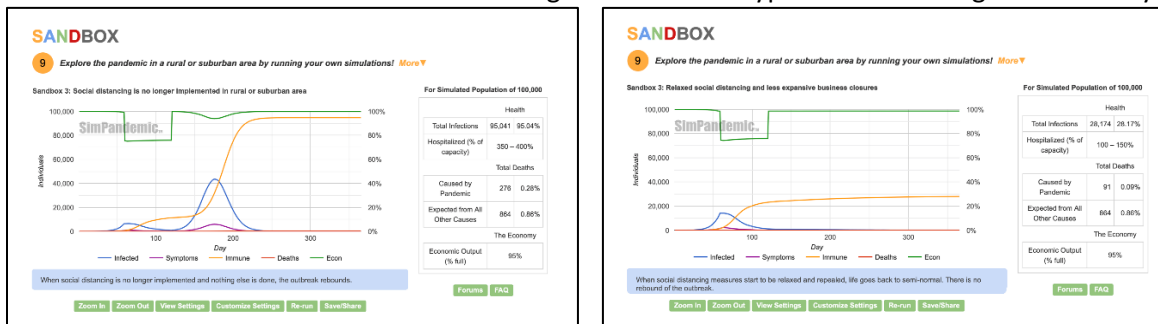 SANDBOX
9 Explore the pandemic in a rural or suburban area by running your own simulations! More▼
Sandbox 3: Social distancing is no longer implemented in rural or suburban area
For Simulated Population of 100,000
SimPandemic
100,000
80,000
60,000
40,000
20,000
0
Individuals
100%
80%
60%
40%
20%
0%
100
200
300
Day
Infected Symptoms Immune Deaths Econ
Health
Total Infections 95,041 95.04%
Hospitalized (% of capacity) 350 – 400%
Total Deaths
Caused by Pandemic 276 0.28%
Expected from All Other Causes 864 0.86%
The Economy
Economic Output (% full) 95%
When social distancing is no longer implemented and nothing else is done, the outbreak rebounds.
Forums FAQ
Zoom In Zoom Out View Settings Customize Settings Re-run Save/Share
SANDBOX
9 Explore the pandemic in a rural or suburban area by running your own simulations! More▼
Sandbox 3: Relaxed social distancing and less expensive business closures
For Simulated Population of 100,000
SimPandemic
100,000
80,000
60,000
40,000
20,000
0
Individuals
100%
80%
60%
40%
20%
0%
100
200
300
Day
Infected Symptoms Immune Deaths Econ
Health
Total Infections 28,174 28.17%
Hospitalized (% of capacity) 100 – 150%
Total Deaths
Caused by Pandemic 91 0.09%
Expected from All Other Causes 864 0.86%
The Economy
Economic Output (% full) 95%
When social distancing measures start to be relaxed and repealed, life goes back to semi-normal. There is no
rebound of the outbreak.
Forums FAQ
Zoom In Zoom Out View Settings Customize Settings Re-run Save/Share